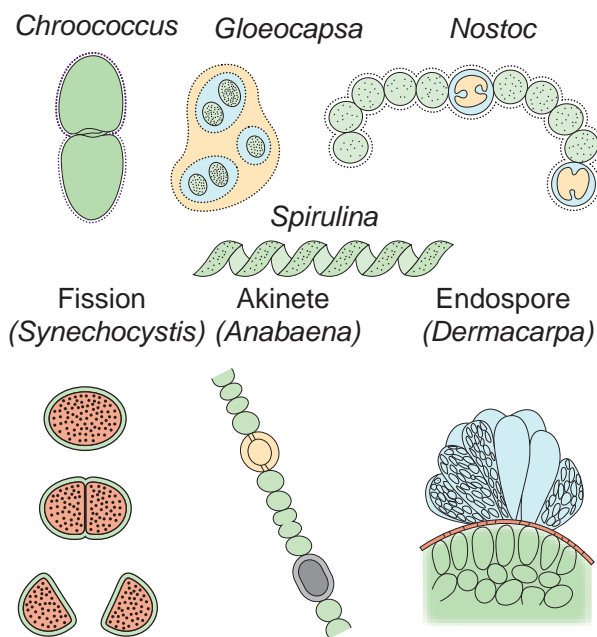 Chroococcus Gloeocapsa Nostoc
Spirulina
Fission Akinete Endospore
(Synechocystis) (Anabaena) (Dermacarpa)